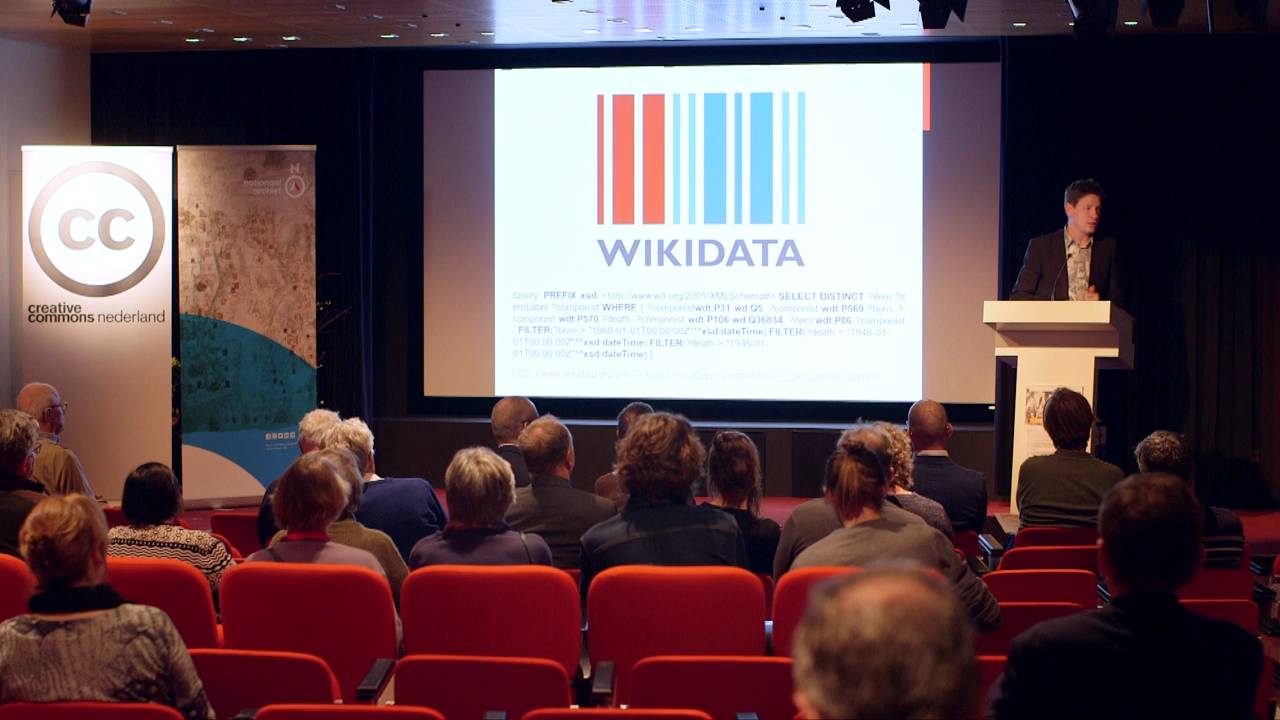 cc
creative
commons nederland
nationaal
archief
WIKIDATA
Query: PREFIX xsd: <http://www.w3.org/2001/XMLSchema#> SELECT DISTINCT ?item ?it
emLabel ?componist WHERE { ?componist wdt:P31 wd:Q5; ?componist wdt:P569 ?born. ?
componist wdt:P570 ?death. ?componist wdt:P106 wd:Q36834. ?item wdt:P86 ?componist
. FILTER(?born > "1860-01-01T00:00:00Z"^^xsd:dateTime) FILTER(?death < "1948-01-
01T00:00:00Z"^^xsd:dateTime) FILTER(?death > "1935-01-
01T00:00:00Z"^^xsd:dateTime) }